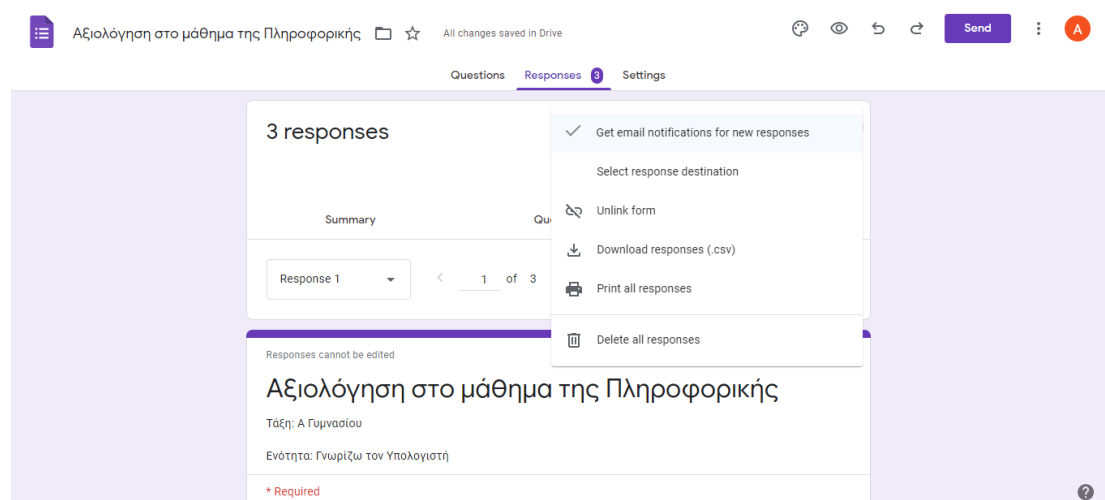 Αξιολόγηση στο μάθημα της Πληροφορικής All changes saved in Drive Send A
Questions Responses 3 Settings
3 responses
Get email notifications for new responses
Select response destination
Unlink form
Download responses (.csv)
Print all responses
Delete all responses
Summary
Response 1 1 of 3
Responses cannot be edited
Αξιολόγηση στο μάθημα της Πληροφορικής
Τάξη: Α Γυμνασίου
Ενότητα: Γνωρίζω τον Υπολογιστή
* Required